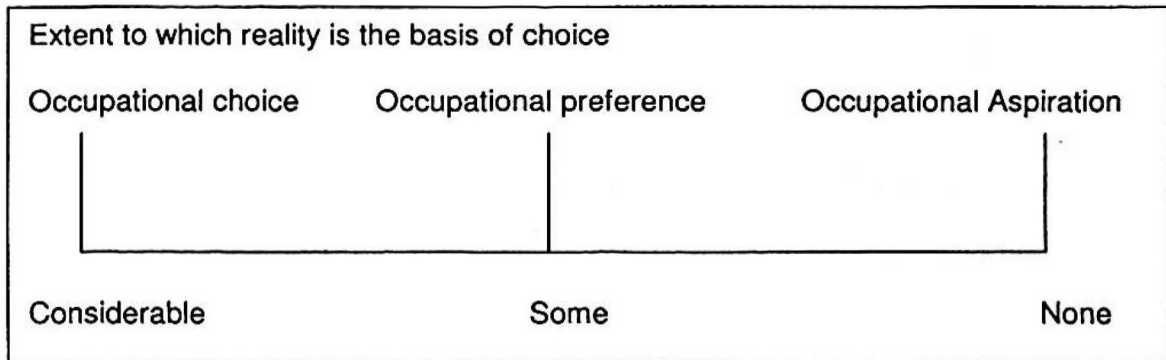 Extent to which reality is the basis of choice
Occupational choice Occupational preference Occupational Aspiration
Considerable Some None